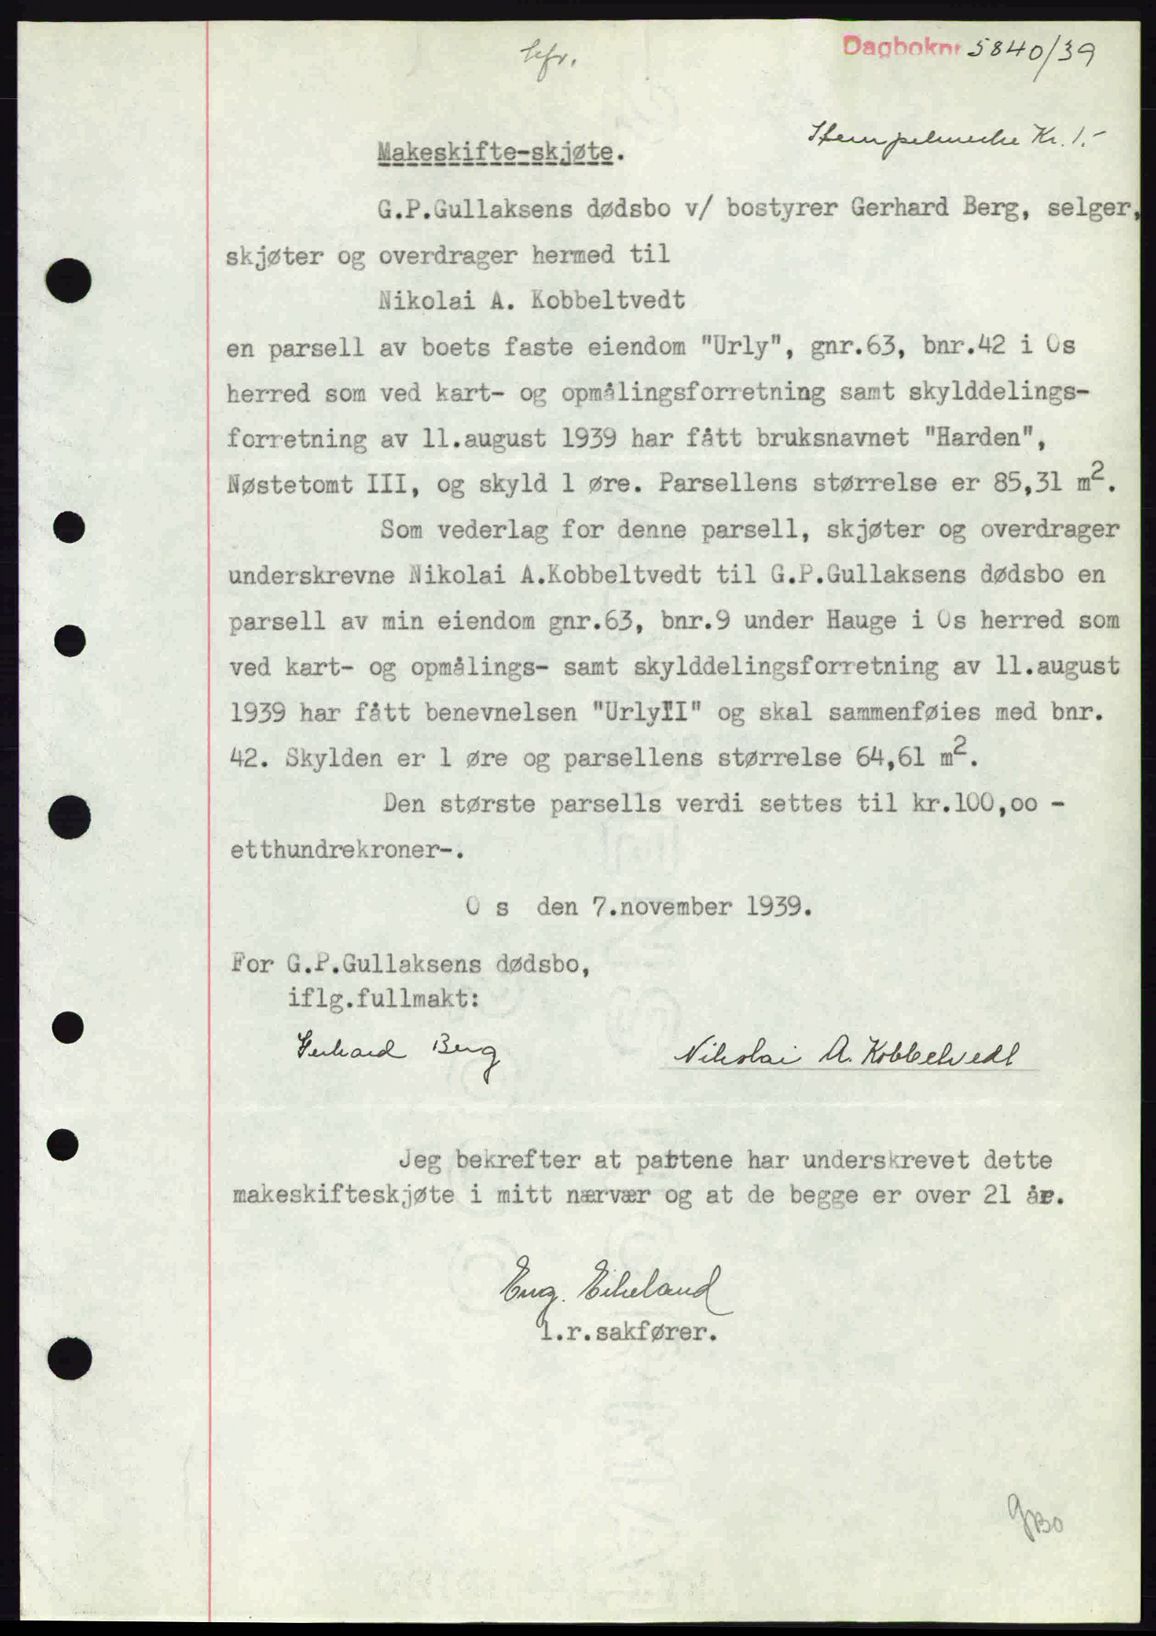 Dagboknr 5840/39
Stempelmerke Kr. 1.-
Makeskifte-skjøte.
G.P.Gullaksens dødsbo v/ bostyrer Gerhard Berg, selger,
skjøter og overdrager hermed til
Nikolai A. Kobbeltvedt
en parsell av boets faste eiendom "Urly", gnr.63, bnr.42 i Os
herred som ved kart- og opmålingsforretning samt skylddelings-
forretning av 11.august 1939 har fått bruksnavnet "Harden",
Nøstetomt III, og skyld 1 øre. Parsellens størrelse er 85,31 m².
Som vederlag for denne parsell, skjøter og overdrager
underskrevne Nikolai A.Kobbeltvedt til G.P.Gullaksens dødsbo en
parsell av min eiendom gnr.63, bnr.9 under Hauge i Os herred som
ved kart- og opmålings- samt skylddelingsforretning av 11.august
1939 har fått benevnelsen "UrlyII" og skal sammenføies med bnr.
42. Skylden er 1 øre og parsellens størrelse 64,61 m².
Den største parsells verdi settes til kr.100,oo -
etthundrekroner-.
O s den 7.november 1939.
For G.P.Gullaksens dødsbo,
iflg.fullmakt:
Gerhard Berg Nikolai A. Kobbeltvedt
Jeg bekrefter at partene har underskrevet dette
makeskifteskjøte i mitt nærvær og at de begge er over 21 år.
Eng. Eikeland
l.r.sakfører.